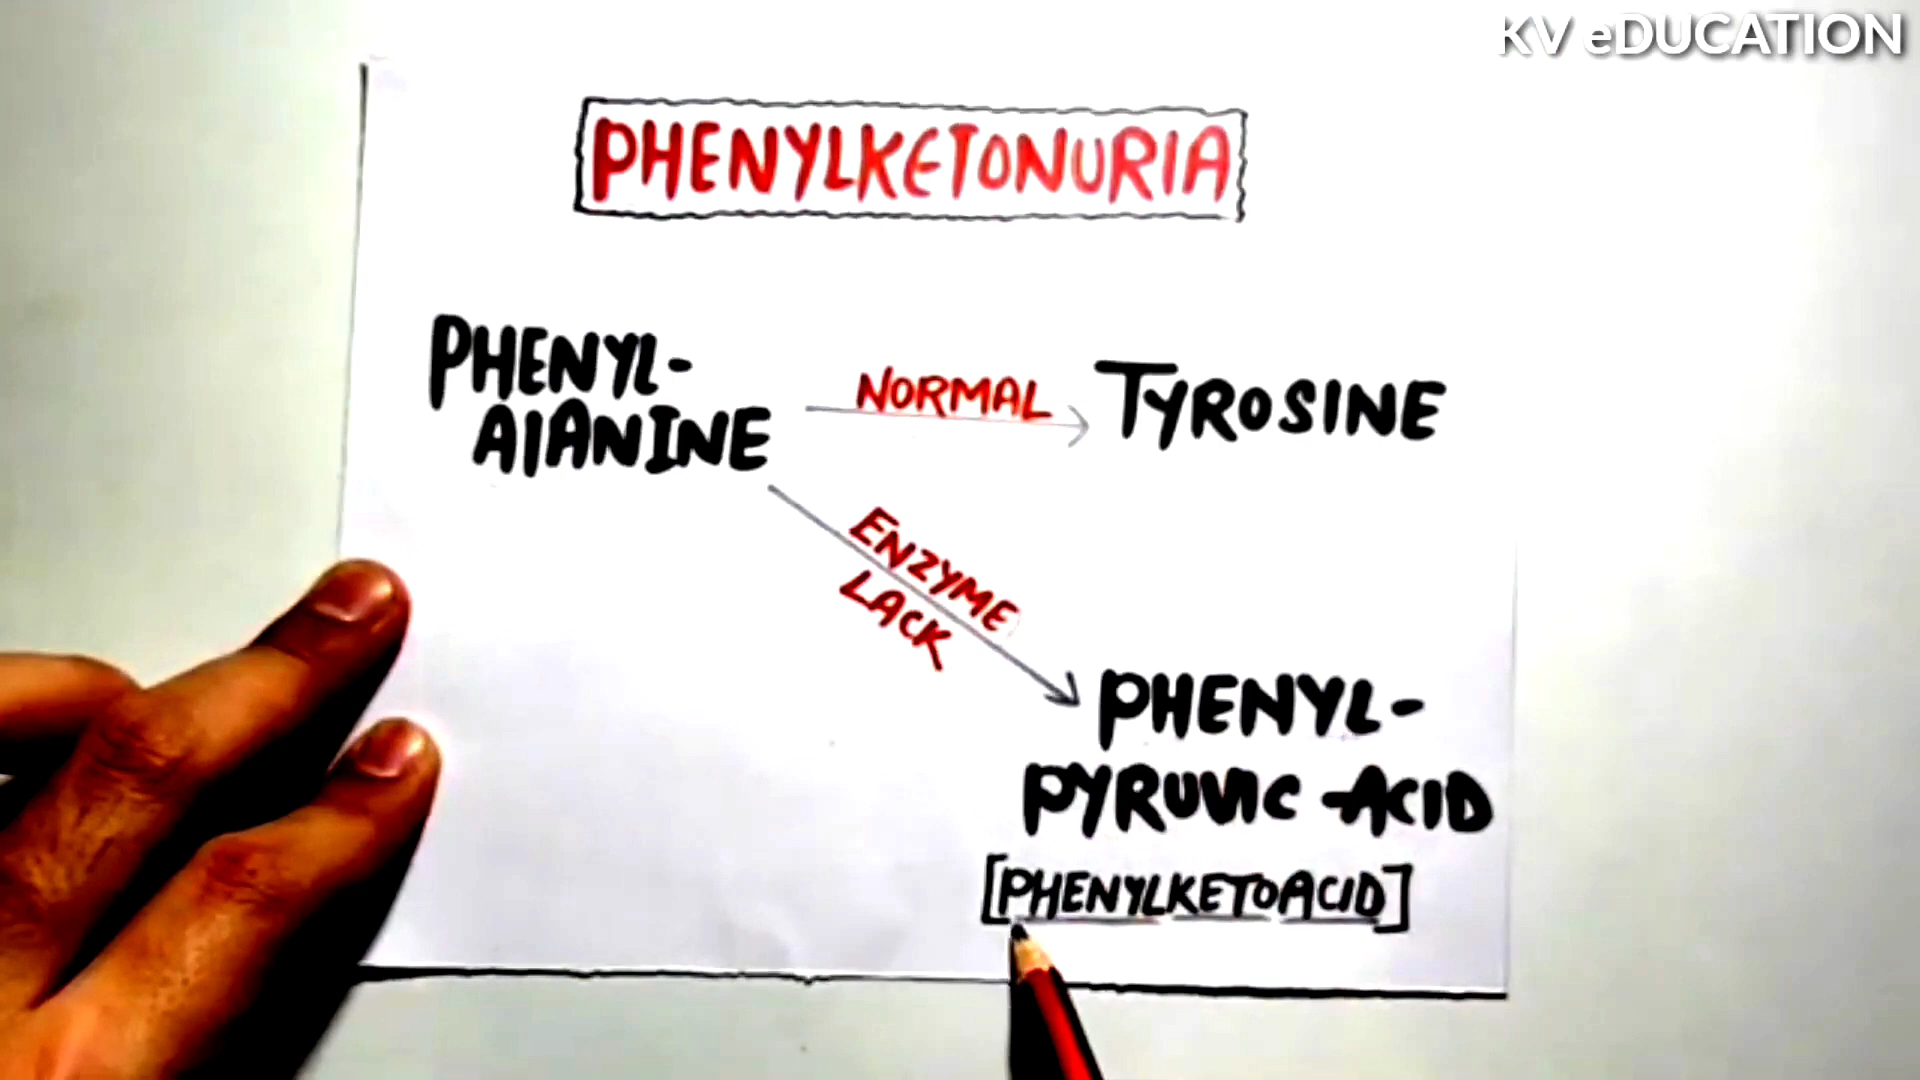 KV eDUCATION
PHENYLKETONURIA
PHENYL-
AlANINE
NORMAL
TYROSINE
ENZYME
LACK
PHENYL-
PYRUVIC ACID
[PHENYLKETOACID]